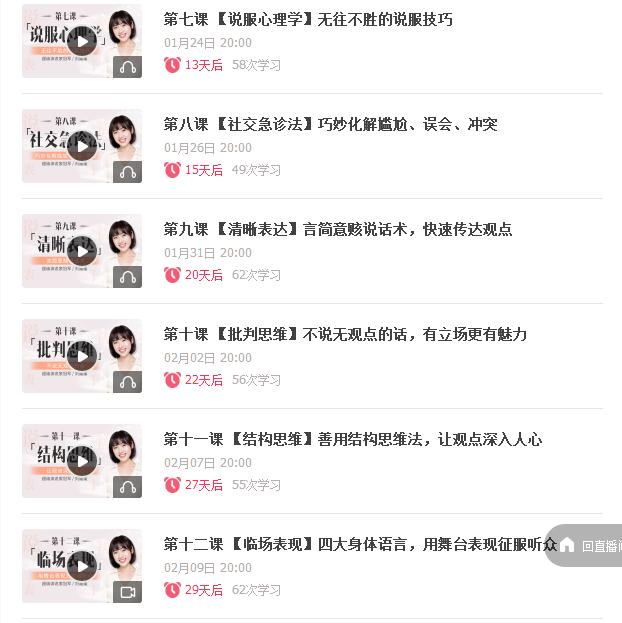 第七课
「说服心理学」
第七课 【说服心理学】无往不胜的说服技巧
01月24日 20:00
13天后 58次学习
第八课
「社交急诊法」
第八课 【社交急诊法】巧妙化解尴尬、误会、冲突
01月26日 20:00
15天后 49次学习
第九课
「清晰表达」
第九课 【清晰表达】言简意赅说话术，快速传达观点
01月31日 20:00
20天后 62次学习
第十课
「批判思维」
第十课 【批判思维】不说无观点的话，有立场更有魅力
02月02日 20:00
22天后 56次学习
第十一课
「结构思维」
第十一课 【结构思维】善用结构思维法，让观点深入人心
02月07日 20:00
27天后 55次学习
第十二课
「临场表现」
第十二课 【临场表现】四大身体语言，用舞台表现征服听众
回直播
02月09日 20:00
29天后 62次学习